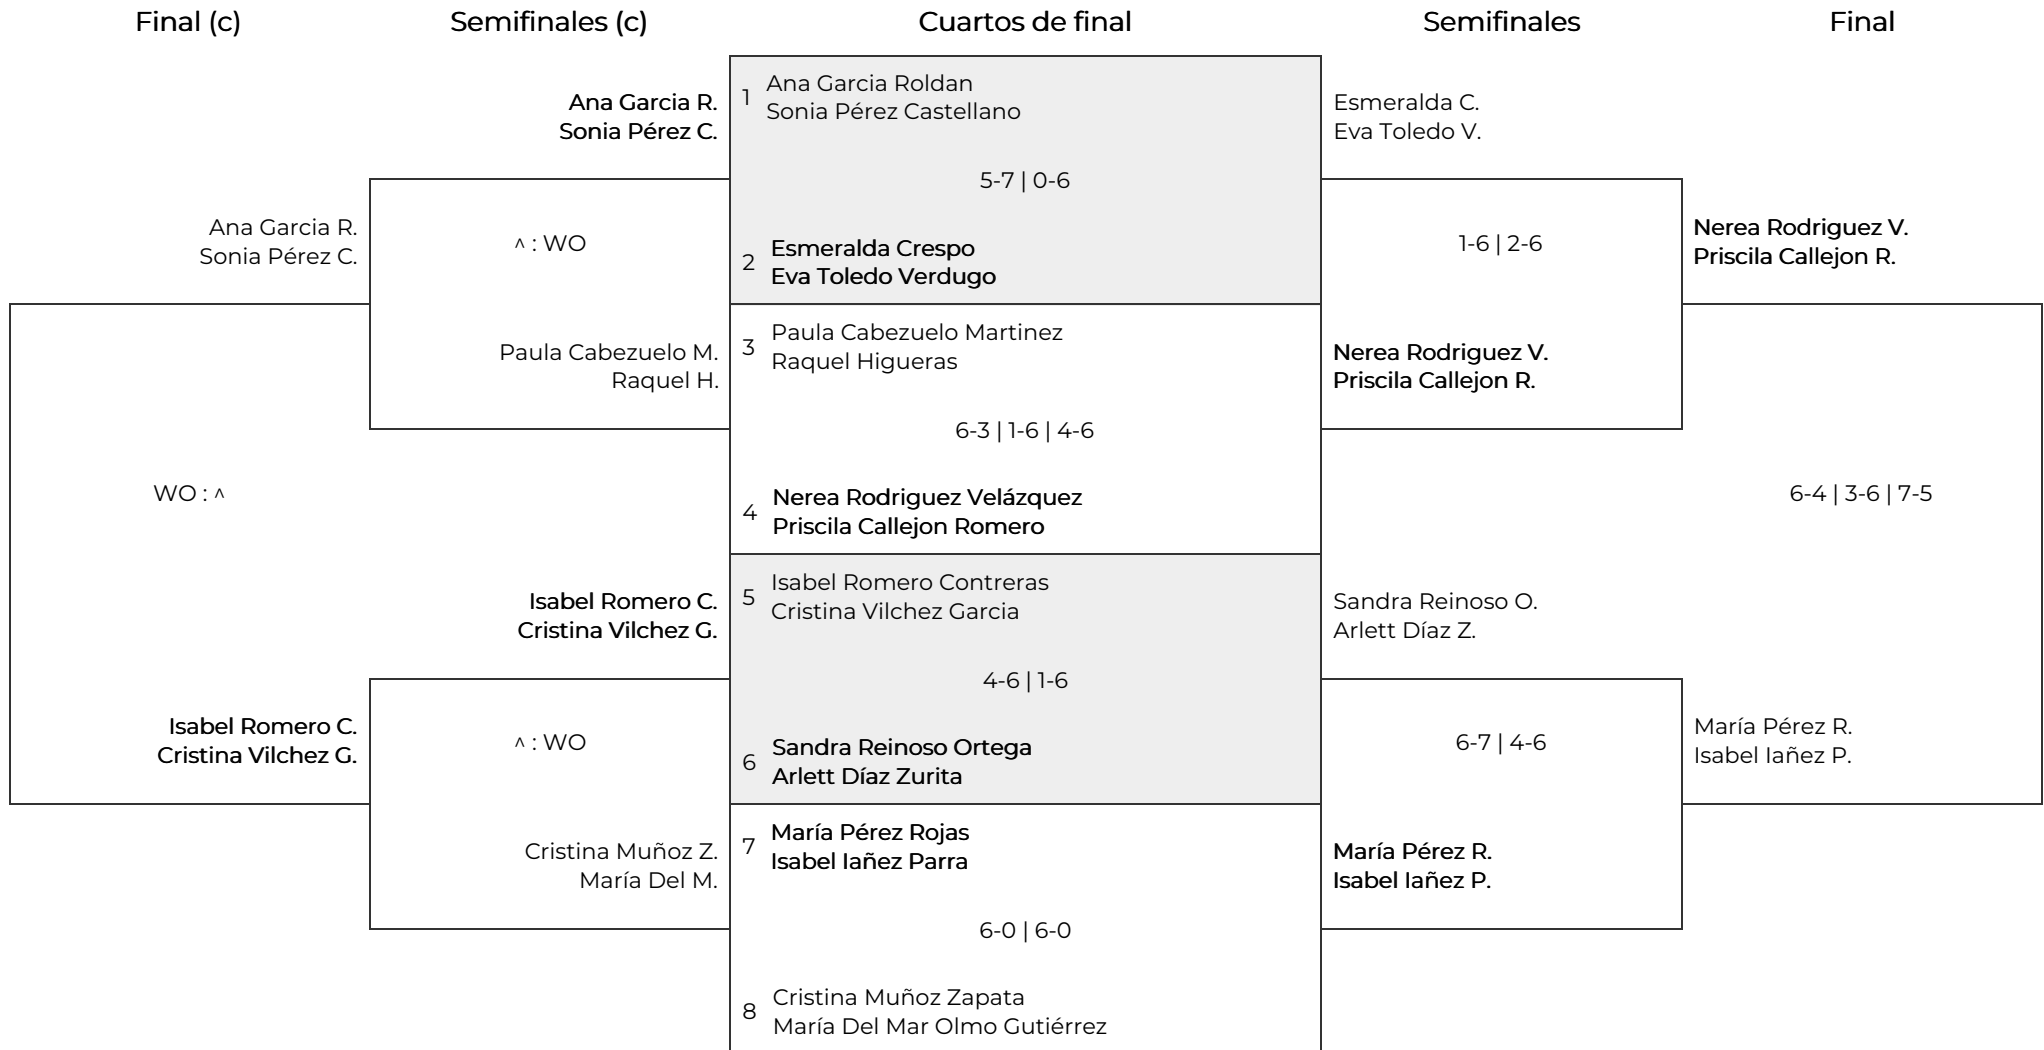 Final (c)
Semifinales (c)
Cuartos de final
Semifinales
Final
Ana Garcia R.
Sonia Pérez C.
1
Ana Garcia Roldan
Sonia Pérez Castellano
Esmeralda C.
Eva Toledo V.
5-7 | 0-6
Ana Garcia R.
Sonia Pérez C.
^ : WO
2
Esmeralda Crespo
Eva Toledo Verdugo
1-6 | 2-6
Nerea Rodriguez V.
Priscila Callejon R.
Paula Cabezuelo M.
Raquel H.
3
Paula Cabezuelo Martinez
Raquel Higueras
Nerea Rodriguez V.
Priscila Callejon R.
6-3 | 1-6 | 4-6
WO : ^
4
Nerea Rodriguez Velázquez
Priscila Callejon Romero
6-4 | 3-6 | 7-5
Isabel Romero C.
Cristina Vilchez G.
5
Isabel Romero Contreras
Cristina Vilchez Garcia
Sandra Reinoso O.
Arlett Díaz Z.
4-6 | 1-6
Isabel Romero C.
Cristina Vilchez G.
^ : WO
6
Sandra Reinoso Ortega
Arlett Díaz Zurita
6-7 | 4-6
María Pérez R.
Isabel Iañez P.
Cristina Muñoz Z.
María Del M.
7
María Pérez Rojas
Isabel Iañez Parra
María Pérez R.
Isabel Iañez P.
6-0 | 6-0
8
Cristina Muñoz Zapata
María Del Mar Olmo Gutiérrez